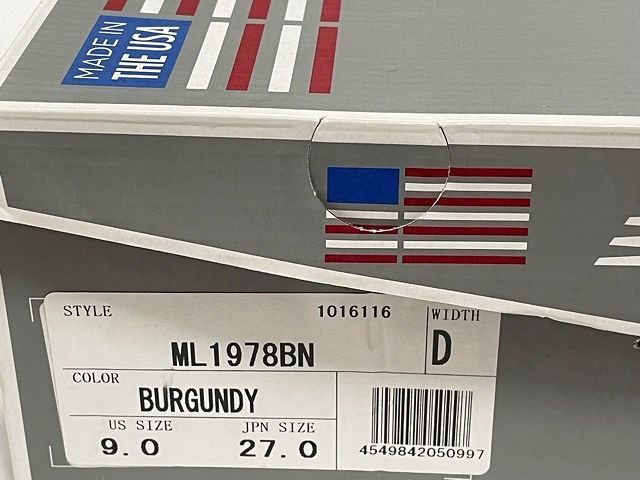 MADE IN
THE USA
STYLE 1016116 WIDTH
ML1978BN D
COLOR
BURGUNDY
US SIZE JPN SIZE
9.0 27.0
4549842050997